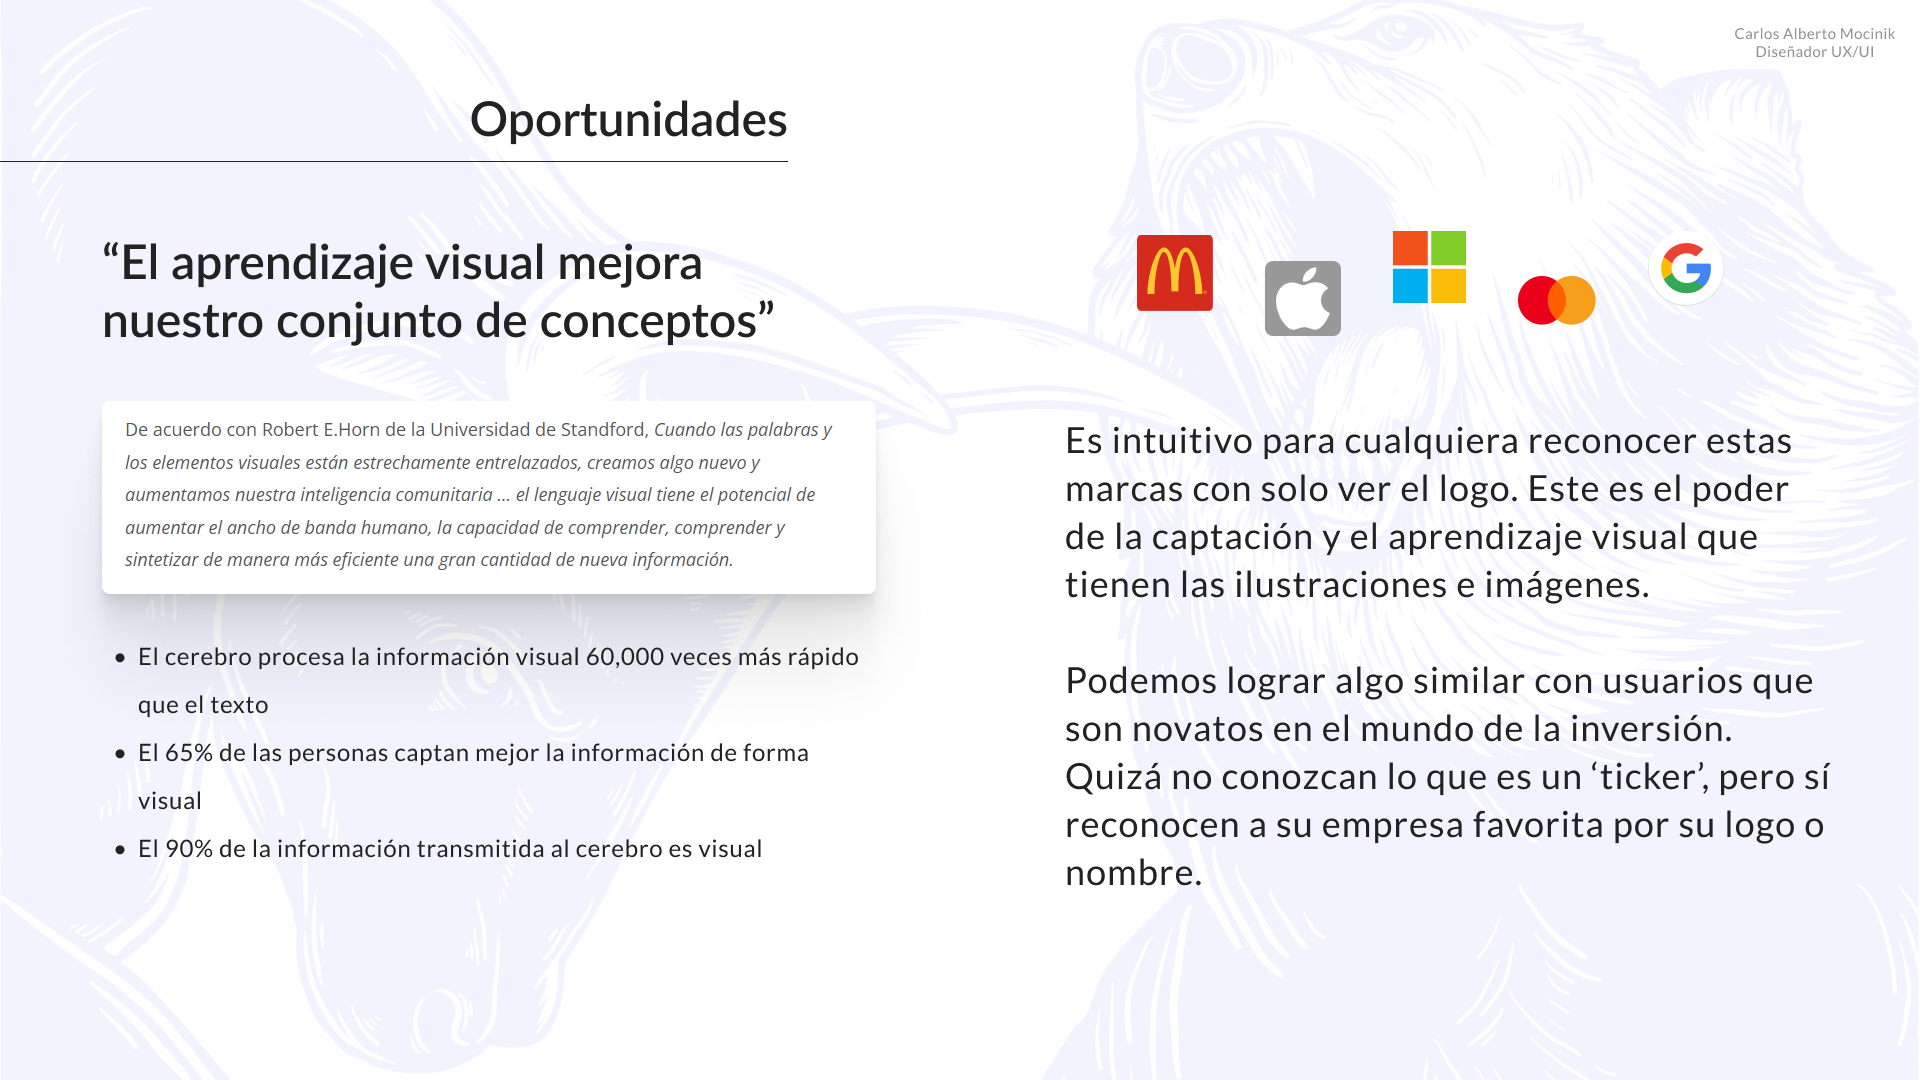 Carlos Alberto Mocinik
Diseñador UX/UI
Oportunidades
“El aprendizaje visual mejora
nuestro conjunto de conceptos”
De acuerdo con Robert E.Horn de la Universidad de Standford, Cuando las palabras y
los elementos visuales están estrechamente entrelazados, creamos algo nuevo y
aumentamos nuestra inteligencia comunitaria ... el lenguaje visual tiene el potencial de
aumentar el ancho de banda humano, la capacidad de comprender, comprender y
sintetizar de manera más eficiente una gran cantidad de nueva información.
• El cerebro procesa la información visual 60,000 veces más rápido
que el texto
• El 65% de las personas captan mejor la información de forma
visual
• El 90% de la información transmitida al cerebro es visual
Es intuitivo para cualquiera reconocer estas
marcas con solo ver el logo. Este es el poder
de la captación y el aprendizaje visual que
tienen las ilustraciones e imágenes.
Podemos lograr algo similar con usuarios que
son novatos en el mundo de la inversión.
Quizá no conozcan lo que es un ‘ticker’, pero sí
reconocen a su empresa favorita por su logo o
nombre.